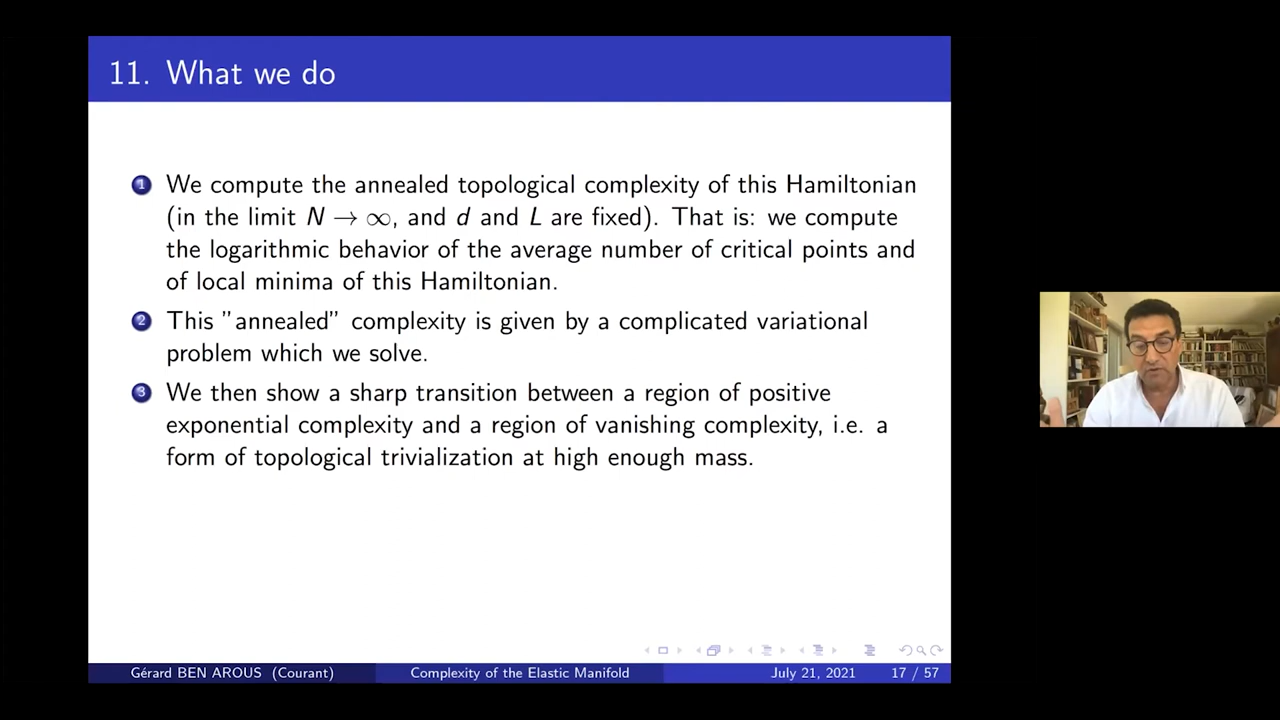 11. What we do
1 We compute the annealed topological complexity of this Hamiltonian
(in the limit N → ∞, and d and L are fixed). That is: we compute
the logarithmic behavior of the average number of critical points and
of local minima of this Hamiltonian.
2 This ”annealed” complexity is given by a complicated variational
problem which we solve.
3 We then show a sharp transition between a region of positive
exponential complexity and a region of vanishing complexity, i.e. a
form of topological trivialization at high enough mass.
Gérard BEN AROUS (Courant) Complexity of the Elastic Manifold July 21, 2021 17 / 57